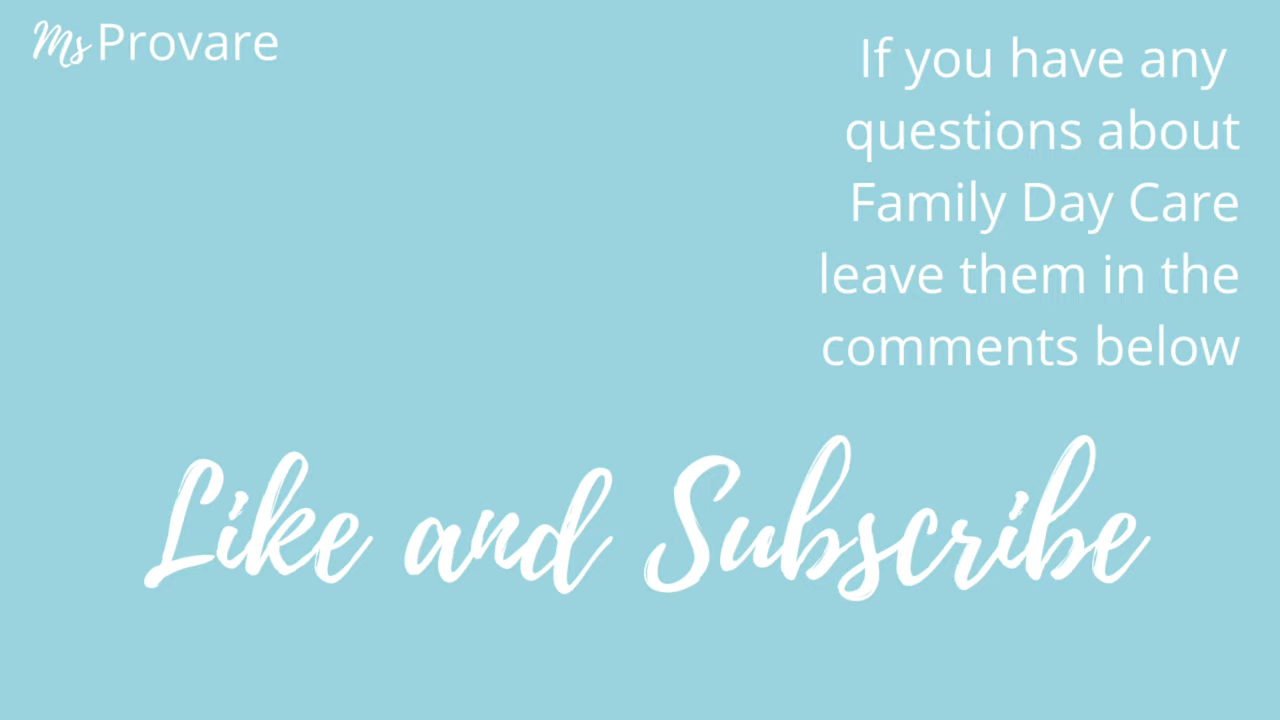 Ms Provare
If you have any
questions about
Family Day Care
leave them in the
comments below
Like and Subscribe